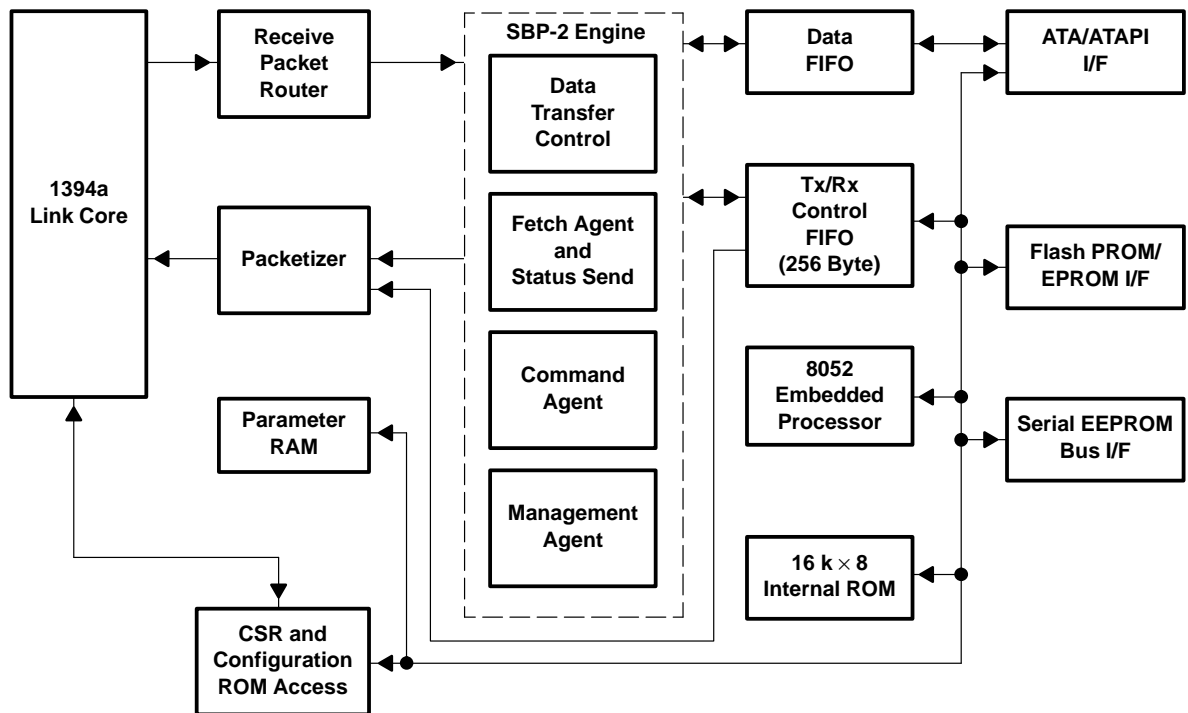 1394a
Link Core
Receive
Packet
Router
Packetizer
Parameter
RAM
CSR and
Configuration
ROM Access
SBP-2 Engine
Data
Transfer
Control
Fetch Agent
and
Status Send
Command
Agent
Management
Agent
Data
FIFO
Tx/Rx
Control
FIFO
(256 Byte)
8052
Embedded
Processor
16 k × 8
Internal ROM
ATA/ATAPI
I/F
Flash PROM/
EPROM I/F
Serial EEPROM
Bus I/F